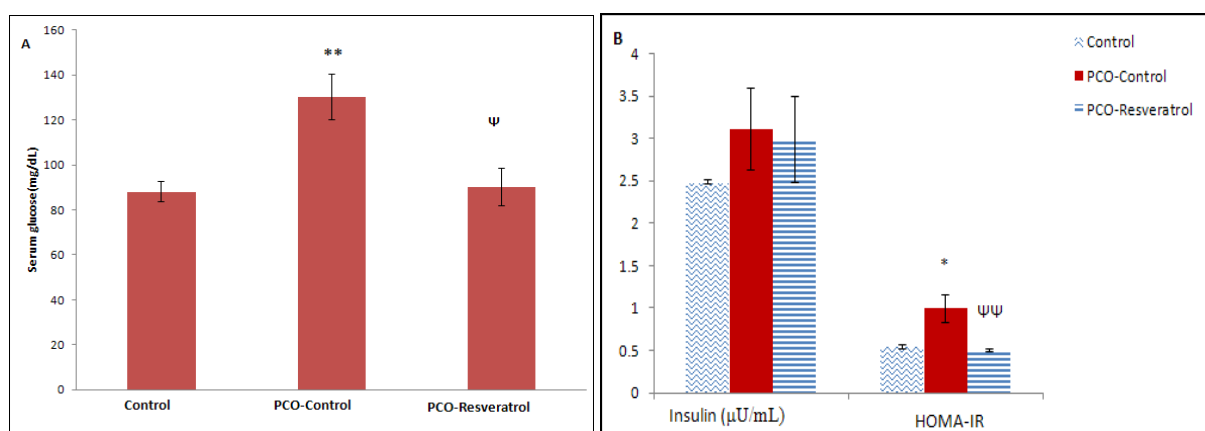 A
Serum glucose(mg/dL)
160
140
120
100
80
60
40
20
0
**
Ψ
Control
PCO-Control
PCO-Resveratrol
B
4
3.5
3
2.5
2
1.5
1
0.5
0
*
ΨΨ
Insulin (μU/mL)
HOMA-IR
Control
PCO-Control
PCO-Resveratrol